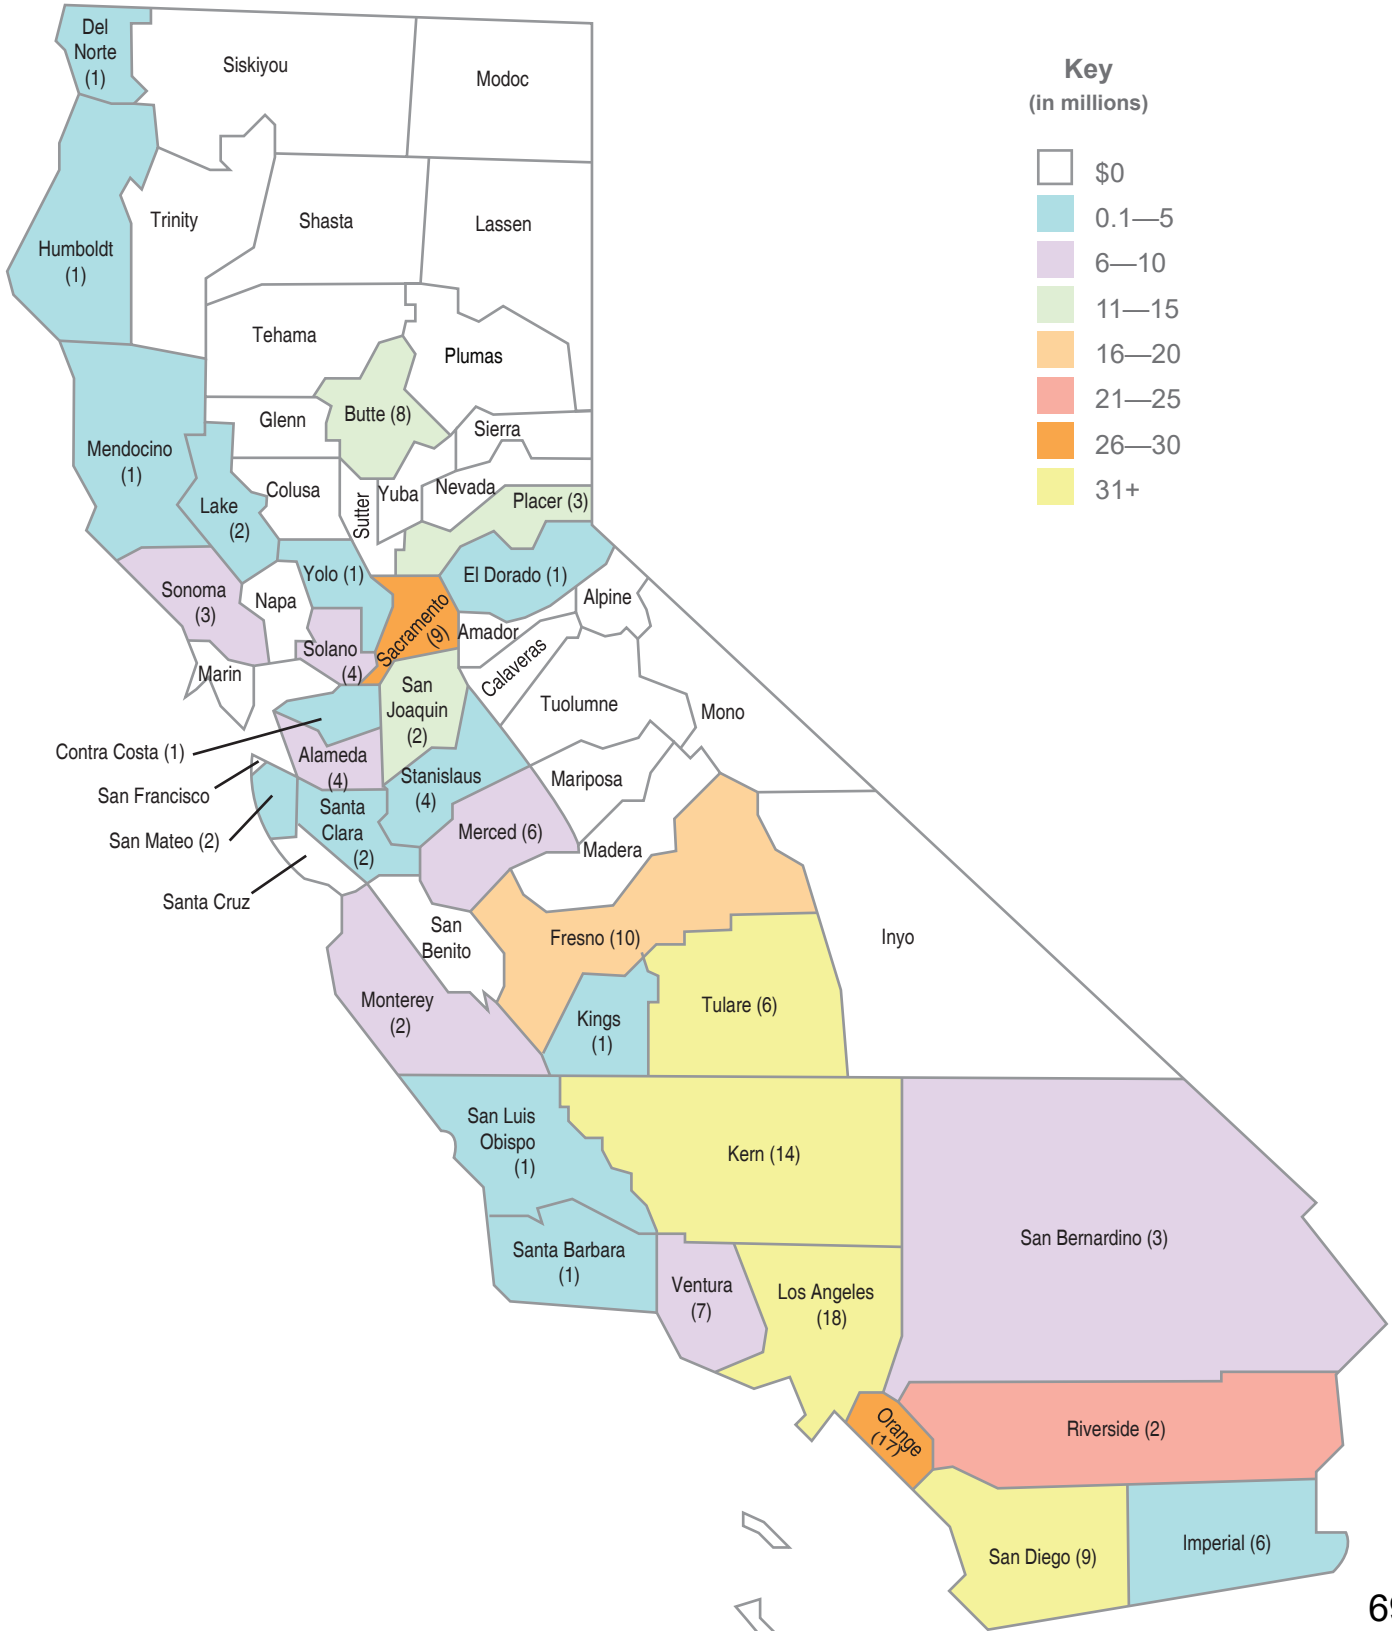 Del
Norte
(1)
Siskiyou
Modoc
Key
(in millions)
$0
0.1—5
6—10
11—15
16—20
21—25
26—30
31+
Humboldt
(1)
Trinity
Shasta
Lassen
Tehama
Plumas
Mendocino
(1)
Glenn
Butte (8)
Sierra
Lake
(2)
Colusa
Sutter
Yuba
Nevada
Placer (3)
Sonoma
(3)
Napa
Yolo (1)
El Dorado (1)
Sacramento
(9)
Amador
Alpine
Solano
(4)
Marin
San
Joaquin
(2)
Calaveras
Tuolumne
Mono
Contra Costa (1)
Alameda
(4)
Stanislaus
(4)
Mariposa
San Francisco
San Mateo (2)
Santa
Clara
(2)
Merced (6)
Madera
Santa Cruz
San
Benito
Fresno (10)
Inyo
Monterey
(2)
Kings
(1)
Tulare (6)
San Luis
Obispo
(1)
Kern (14)
San Bernardino (3)
Santa Barbara
(1)
Ventura
(7)
Los Angeles
(18)
Orange
(17)
Riverside (2)
San Diego (9)
Imperial (6)